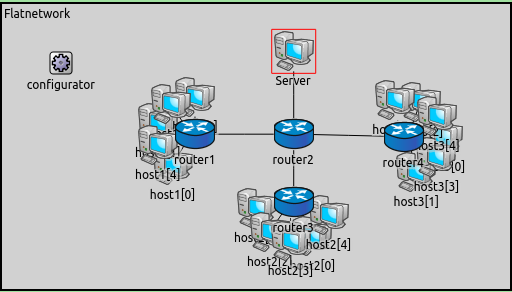 Flatnetwork
configurator
Server
router1
router2
router4
host1[4]
host1[0]
host3[4]
[0]
host3[3]
host3[1]
router3
host2[4]
host2[0]
host2[3]